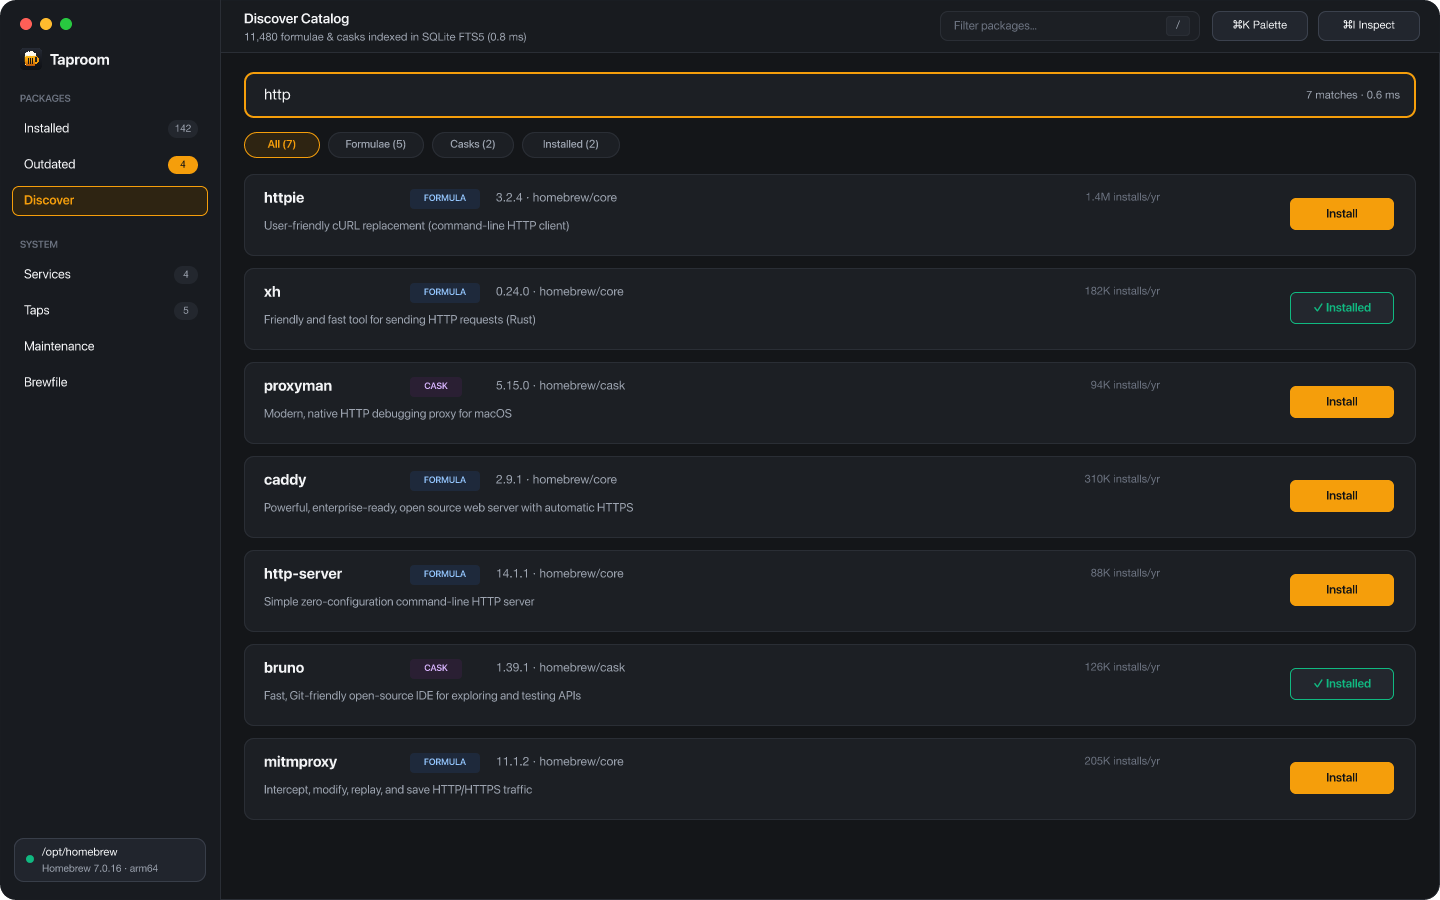 Taproom
PACKAGES
Installed 142
Outdated 4
Discover
SYSTEM
Services 4
Taps 5
Maintenance
Brewfile
/opt/homebrew
Homebrew 7.0.16 · arm64
Discover Catalog
11,480 formulae & casks indexed in SQLite FTS5 (0.8 ms)
Filter packages... /
⌘K Palette
⌘I Inspect
http 7 matches · 0.6 ms
All (7) Formulae (5) Casks (2) Installed (2)
httpie FORMULA 3.2.4 · homebrew/core 1.4M installs/yr
User-friendly cURL replacement (command-line HTTP client)
Install
xh FORMULA 0.24.0 · homebrew/core 182K installs/yr
Friendly and fast tool for sending HTTP requests (Rust)
✓ Installed
proxyman CASK 5.15.0 · homebrew/cask 94K installs/yr
Modern, native HTTP debugging proxy for macOS
Install
caddy FORMULA 2.9.1 · homebrew/core 310K installs/yr
Powerful, enterprise-ready, open source web server with automatic HTTPS
Install
http-server FORMULA 14.1.1 · homebrew/core 88K installs/yr
Simple zero-configuration command-line HTTP server
Install
bruno CASK 1.39.1 · homebrew/cask 126K installs/yr
Fast, Git-friendly open-source IDE for exploring and testing APIs
✓ Installed
mitmproxy FORMULA 11.1.2 · homebrew/core 205K installs/yr
Intercept, modify, replay, and save HTTP/HTTPS traffic
Install